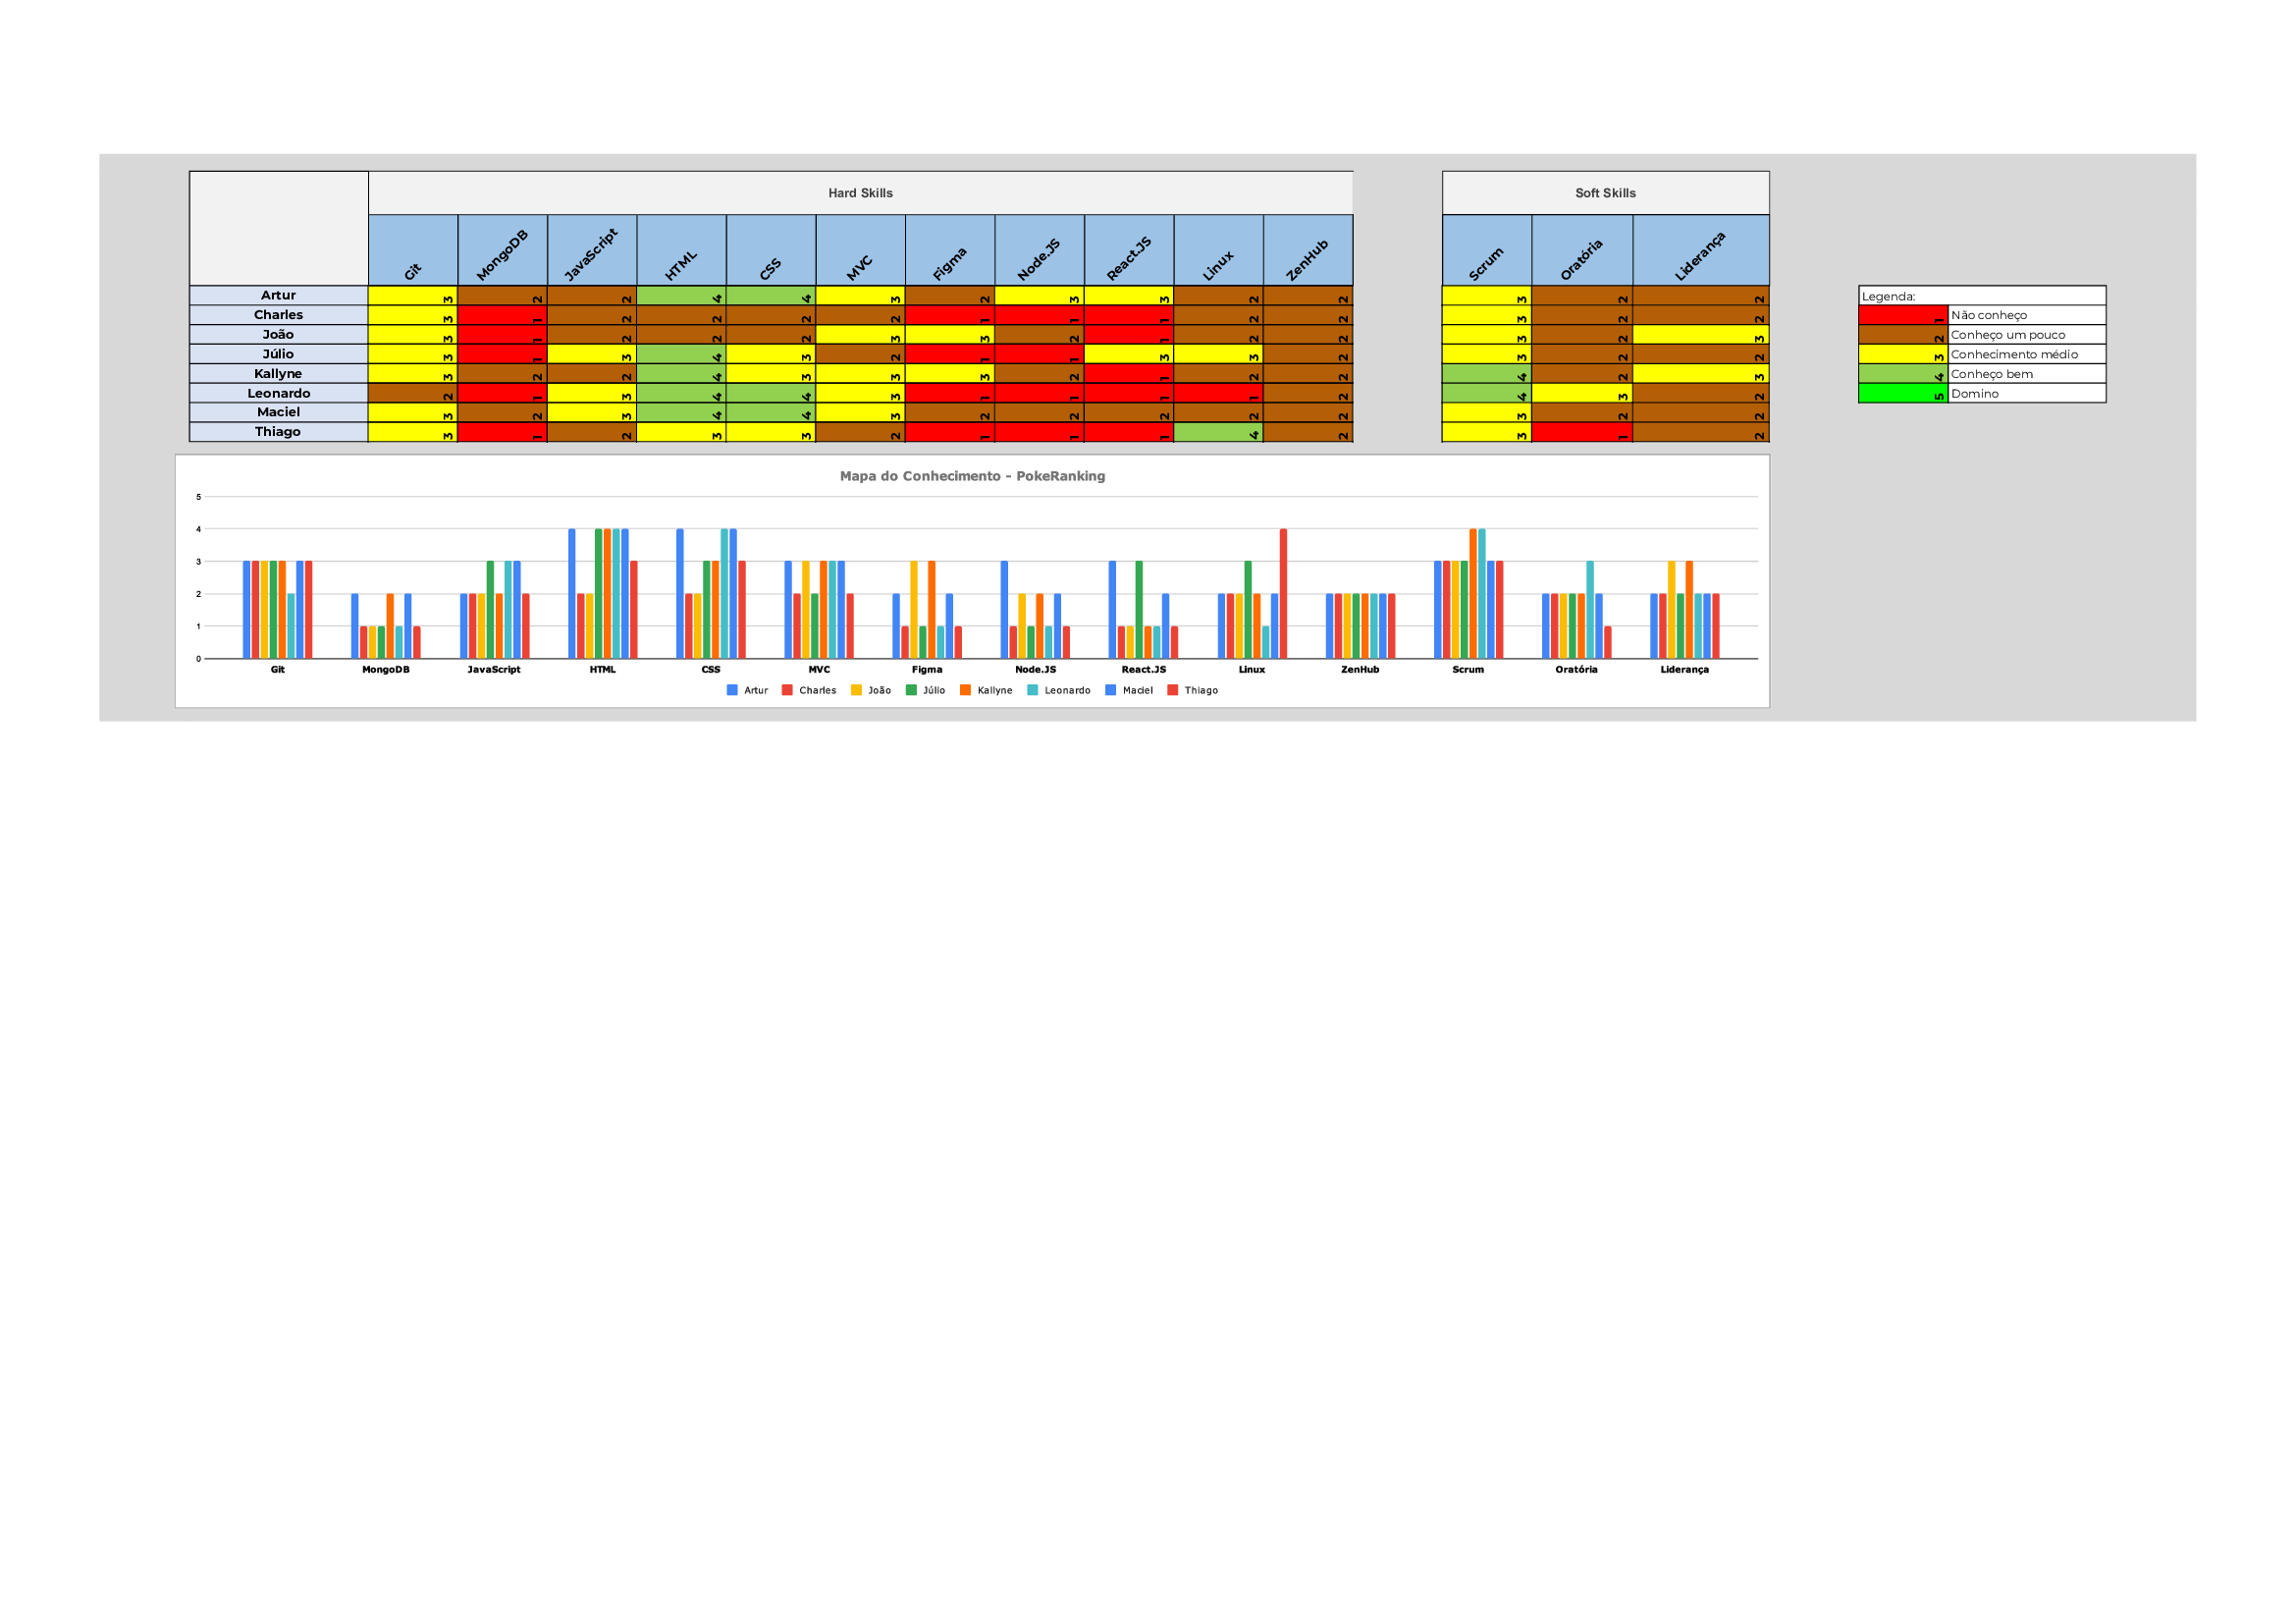 Hard Skills Soft Skills
Git MongoDB JavaScript HTML CSS MVC Figma Node.JS React.JS Linux ZenHub Scrum Oratória Liderança
Artur 3 2 2 4 4 3 2 3 3 2 2 3 2 2 Legenda:
Charles 3 1 2 2 2 2 1 1 1 2 2 3 2 2 1 Não conheço
João 3 1 2 2 2 3 3 2 1 2 2 3 2 3 2 Conheço um pouco
Júlio 3 1 3 4 3 2 1 1 3 3 2 3 2 2 3 Conhecimento médio
Kallyne 3 2 2 4 3 3 3 2 1 2 2 4 2 3 4 Conheço bem
Leonardo 2 1 3 4 4 3 1 1 1 1 2 4 3 2 5 Domino
Maciel 3 2 3 4 4 3 2 2 2 2 2 3 2 2
Thiago 3 1 2 3 3 2 1 1 1 4 2 3 1 2
Mapa do Conhecimento - PokeRanking
5
4
3
2
1
0
Git MongoDB JavaScript HTML CSS MVC Figma Node.JS React.JS Linux ZenHub Scrum Oratória Liderança
Artur Charles João Júlio Kallyne Leonardo Maciel Thiago